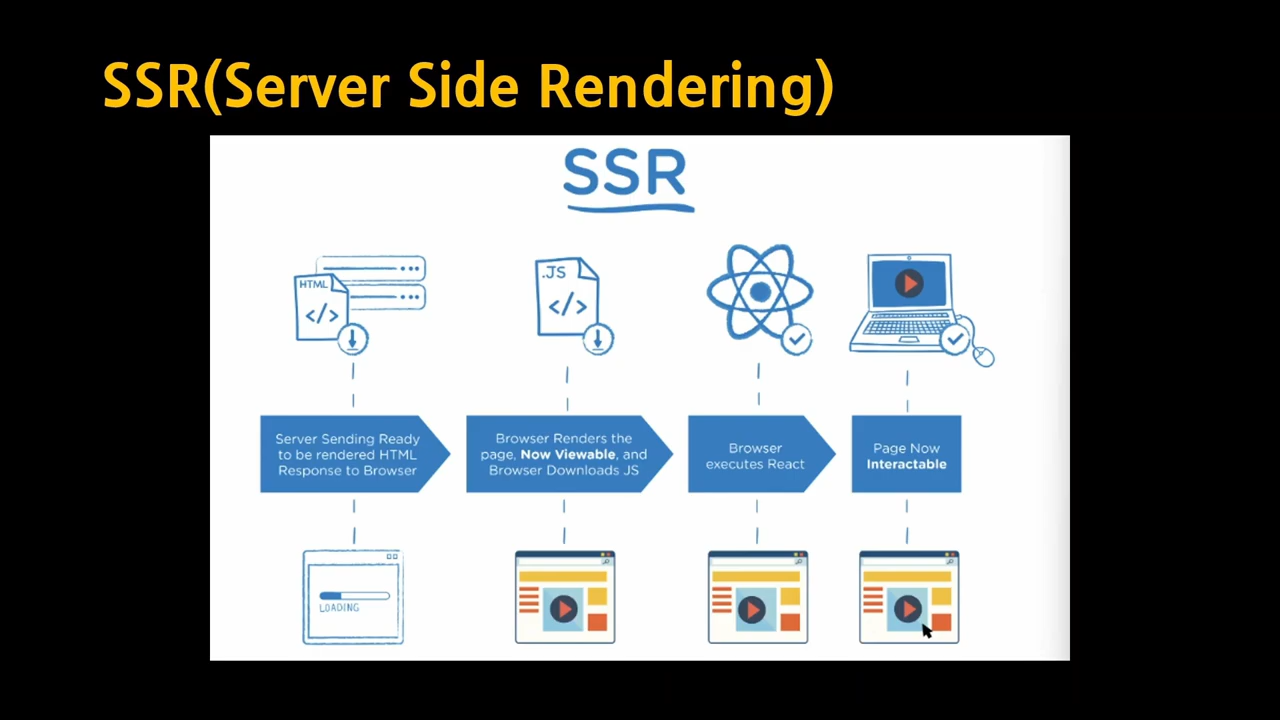 SSR(Server Side Rendering)
SSR
HTML
</>
.JS
</>
Server Sending Ready
to be rendered HTML
Response to Browser
Browser Renders the
page, Now Viewable, and
Browser Downloads JS
Browser
executes React
Page Now
Interactable
LOADING